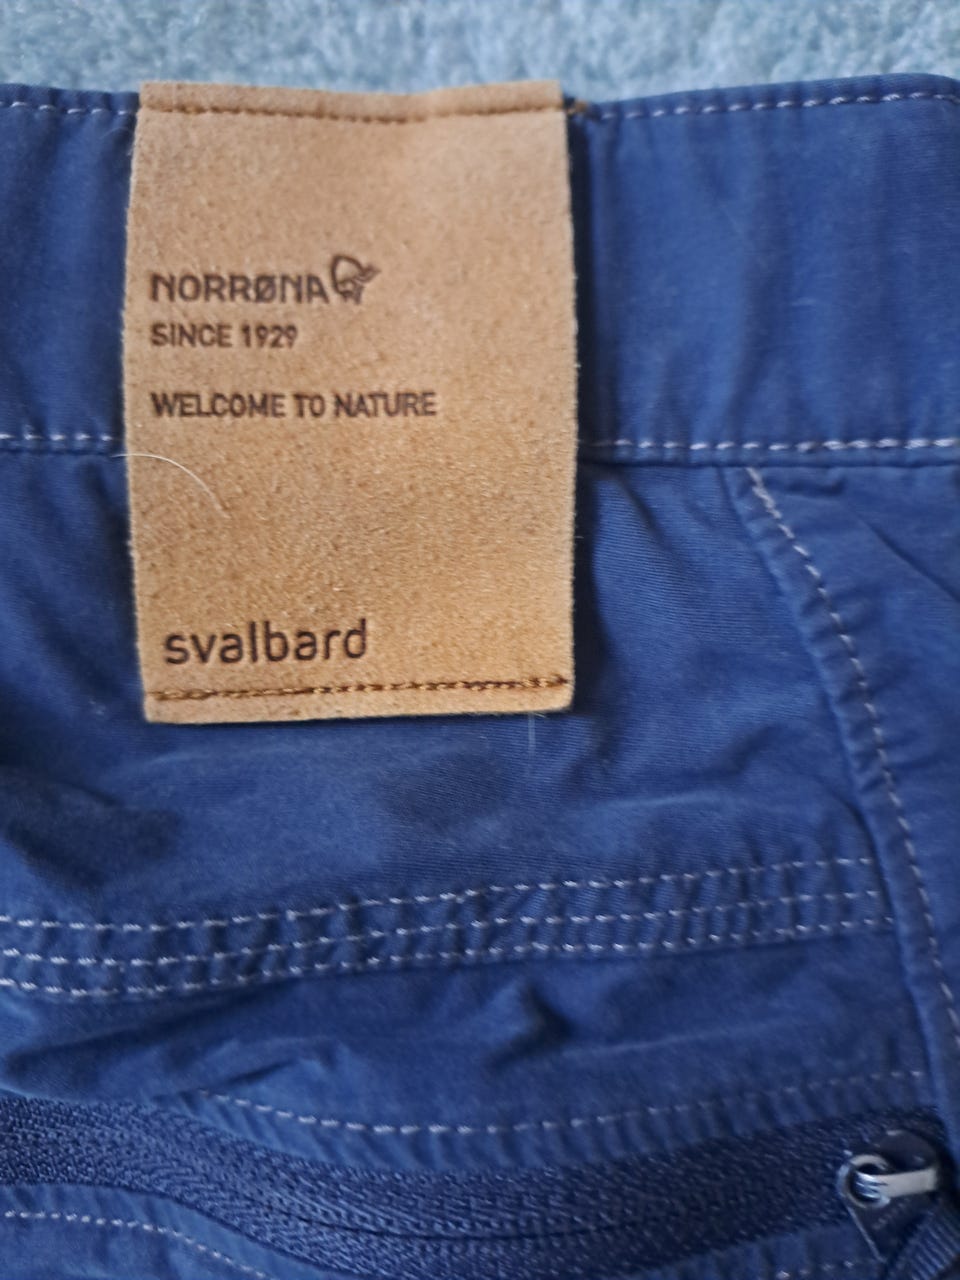 NORRØNA
SINCE 1929
WELCOME TO NATURE
svalbard